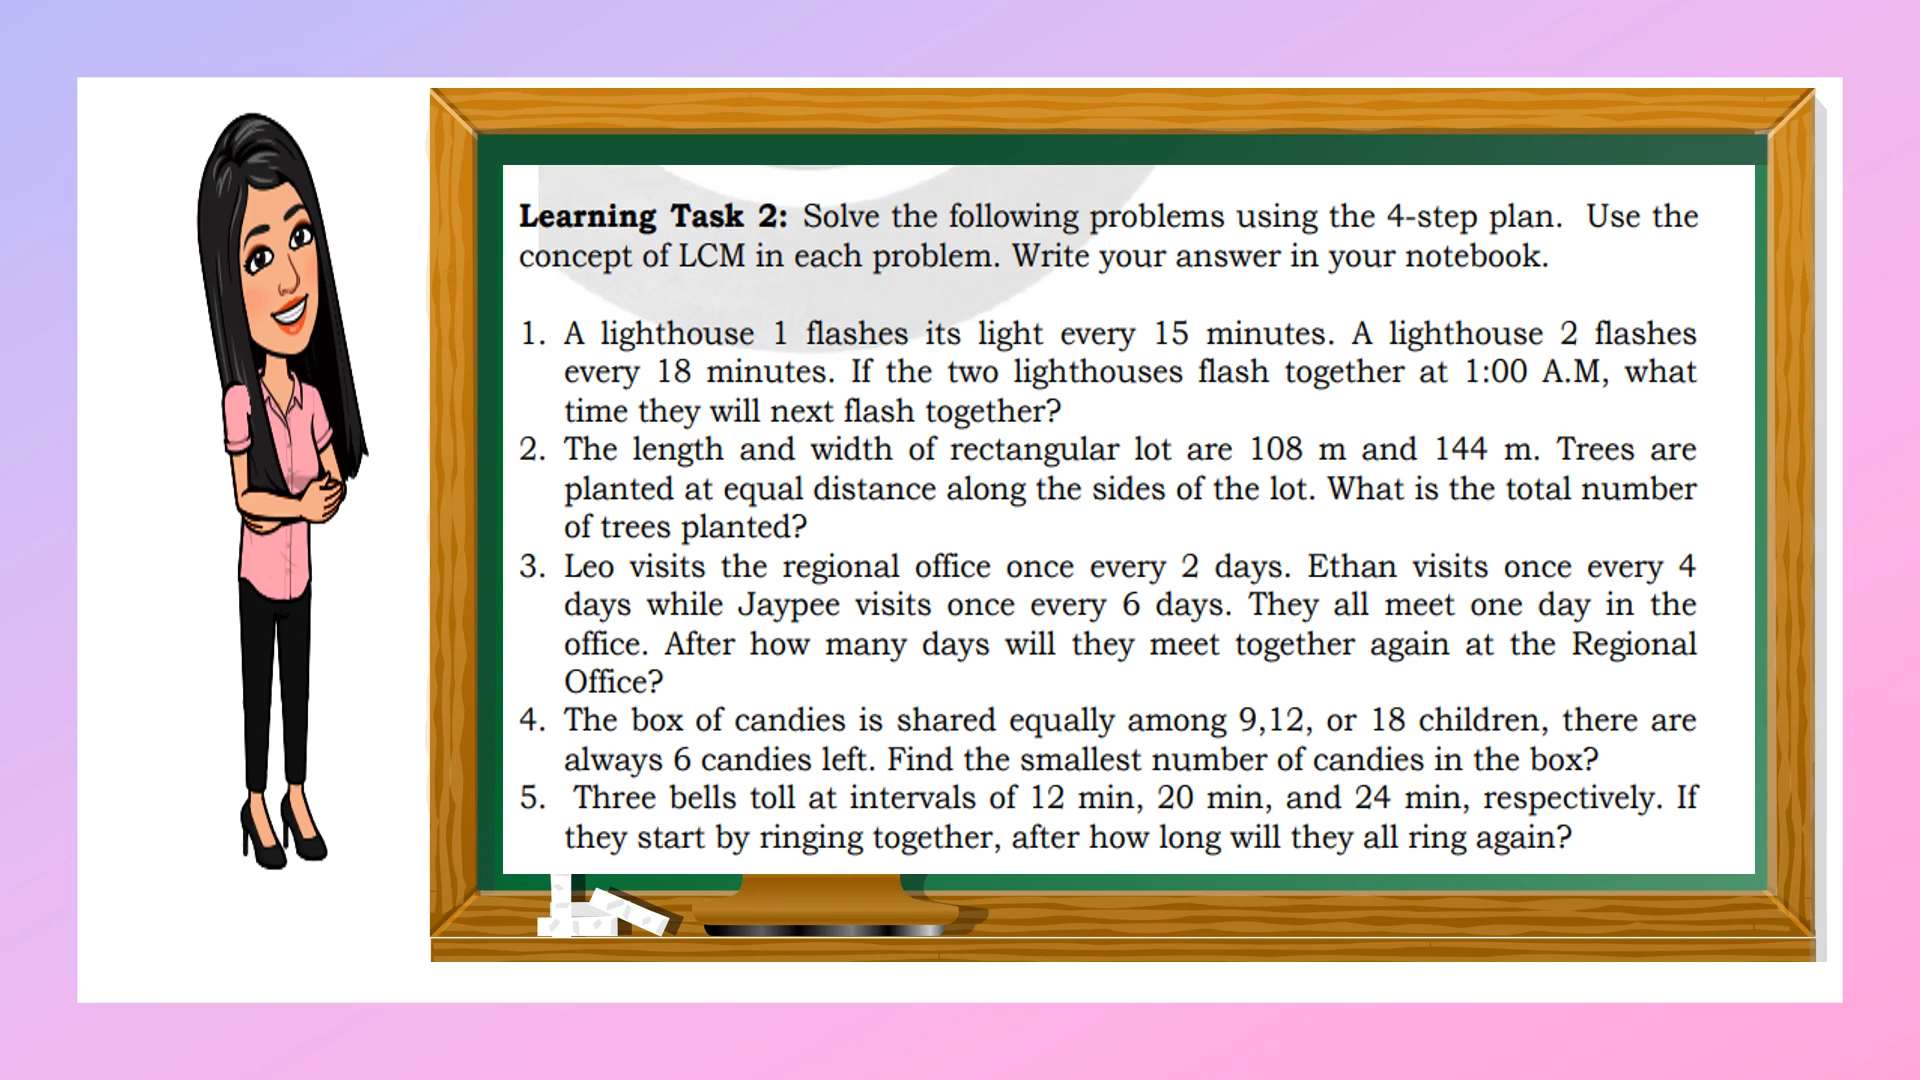 Learning Task 2: Solve the following problems using the 4-step plan. Use the
concept of LCM in each problem. Write your answer in your notebook.
1. A lighthouse 1 flashes its light every 15 minutes. A lighthouse 2 flashes
every 18 minutes. If the two lighthouses flash together at 1:00 A.M, what
time they will next flash together?
2. The length and width of rectangular lot are 108 m and 144 m. Trees are
planted at equal distance along the sides of the lot. What is the total number
of trees planted?
3. Leo visits the regional office once every 2 days. Ethan visits once every 4
days while Jaypee visits once every 6 days. They all meet one day in the
office. After how many days will they meet together again at the Regional
Office?
4. The box of candies is shared equally among 9,12, or 18 children, there are
always 6 candies left. Find the smallest number of candies in the box?
5. Three bells toll at intervals of 12 min, 20 min, and 24 min, respectively. If
they start by ringing together, after how long will they all ring again?